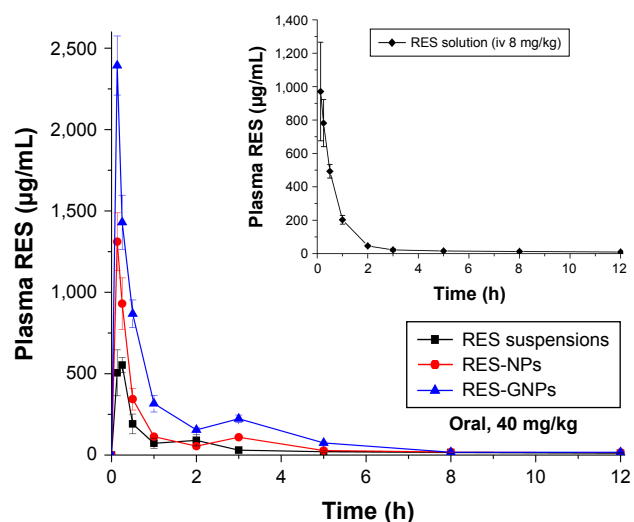 2,500
2,000
1,500
1,000
500
0
Plasma RES (µg/mL)
0 2 4 6 8 10 12
Time (h)
1,400
1,200
1,000
800
600
400
200
0
Plasma RES (µg/mL)
0 2 4 6 8 10 12
Time (h)
RES solution (iv 8 mg/kg)
RES suspensions
RES-NPs
RES-GNPs
Oral, 40 mg/kg